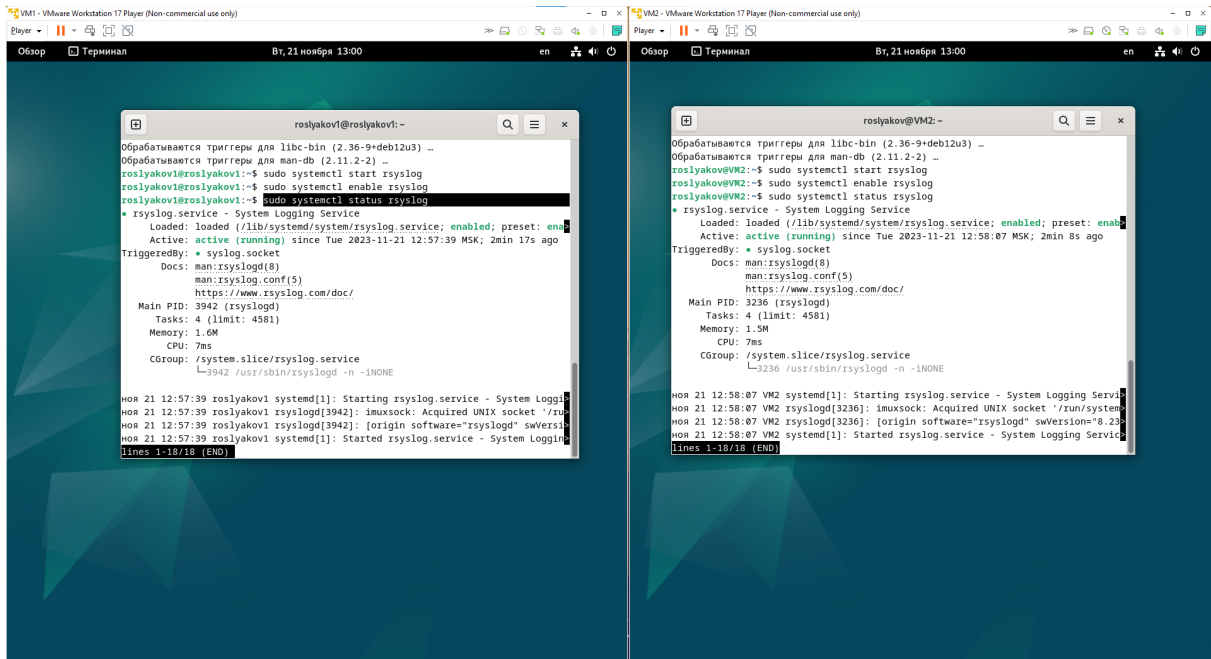 VM1 - VMware Workstation 17 Player (Non-commercial use only)
Player
Обзор Терминал Вт, 21 ноября 13:00 en
roslyakov1@roslyakov1: ~
Обрабатываются триггеры для libc-bin (2.36-9+deb12u3) …
Обрабатываются триггеры для man-db (2.11.2-2) …
roslyakov1@roslyakov1:~$ sudo systemctl start rsyslog
roslyakov1@roslyakov1:~$ sudo systemctl enable rsyslog
roslyakov1@roslyakov1:~$ sudo systemctl status rsyslog
● rsyslog.service - System Logging Service
Loaded: loaded (/lib/systemd/system/rsyslog.service; enabled; preset: ena>
Active: active (running) since Tue 2023-11-21 12:57:39 MSK; 2min 17s ago
TriggeredBy: ● syslog.socket
Docs: man:rsyslogd(8)
man:rsyslog.conf(5)
https://www.rsyslog.com/doc/
Main PID: 3942 (rsyslogd)
Tasks: 4 (limit: 4581)
Memory: 1.6M
CPU: 7ms
CGroup: /system.slice/rsyslog.service
└─3942 /usr/sbin/rsyslogd -n -iNONE
ноя 21 12:57:39 roslyakov1 systemd[1]: Starting rsyslog.service - System Loggi>
ноя 21 12:57:39 roslyakov1 rsyslogd[3942]: imuxsock: Acquired UNIX socket '/ru>
ноя 21 12:57:39 roslyakov1 rsyslogd[3942]: [origin software="rsyslogd" swVersi>
ноя 21 12:57:39 roslyakov1 systemd[1]: Started rsyslog.service - System Loggin>
lines 1-18/18 (END)
VM2 - VMware Workstation 17 Player (Non-commercial use only)
Player
Обзор Терминал Вт, 21 ноября 13:00 en
roslyakov@VM2: ~
Обрабатываются триггеры для libc-bin (2.36-9+deb12u3) …
Обрабатываются триггеры для man-db (2.11.2-2) …
roslyakov@VM2:~$ sudo systemctl start rsyslog
roslyakov@VM2:~$ sudo systemctl enable rsyslog
roslyakov@VM2:~$ sudo systemctl status rsyslog
● rsyslog.service - System Logging Service
Loaded: loaded (/lib/systemd/system/rsyslog.service; enabled; preset: enab>
Active: active (running) since Tue 2023-11-21 12:58:07 MSK; 2min 8s ago
TriggeredBy: ● syslog.socket
Docs: man:rsyslogd(8)
man:rsyslog.conf(5)
https://www.rsyslog.com/doc/
Main PID: 3236 (rsyslogd)
Tasks: 4 (limit: 4581)
Memory: 1.5M
CPU: 7ms
CGroup: /system.slice/rsyslog.service
└─3236 /usr/sbin/rsyslogd -n -iNONE
ноя 21 12:58:07 VM2 systemd[1]: Starting rsyslog.service - System Logging Servi>
ноя 21 12:58:07 VM2 rsyslogd[3236]: imuxsock: Acquired UNIX socket '/run/system>
ноя 21 12:58:07 VM2 rsyslogd[3236]: [origin software="rsyslogd" swVersion="8.23>
ноя 21 12:58:07 VM2 systemd[1]: Started rsyslog.service - System Logging Servic>
lines 1-18/18 (END)